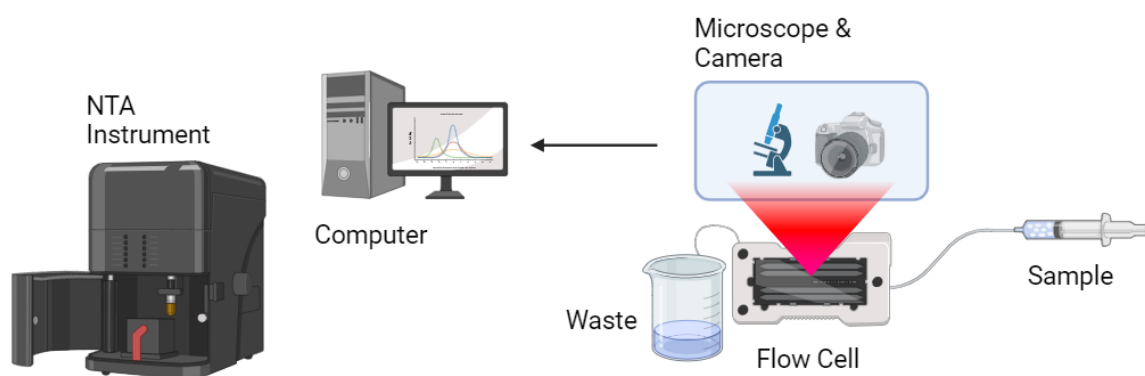 NTA
Instrument
Computer
Microscope &
Camera
Waste
Flow Cell
Sample